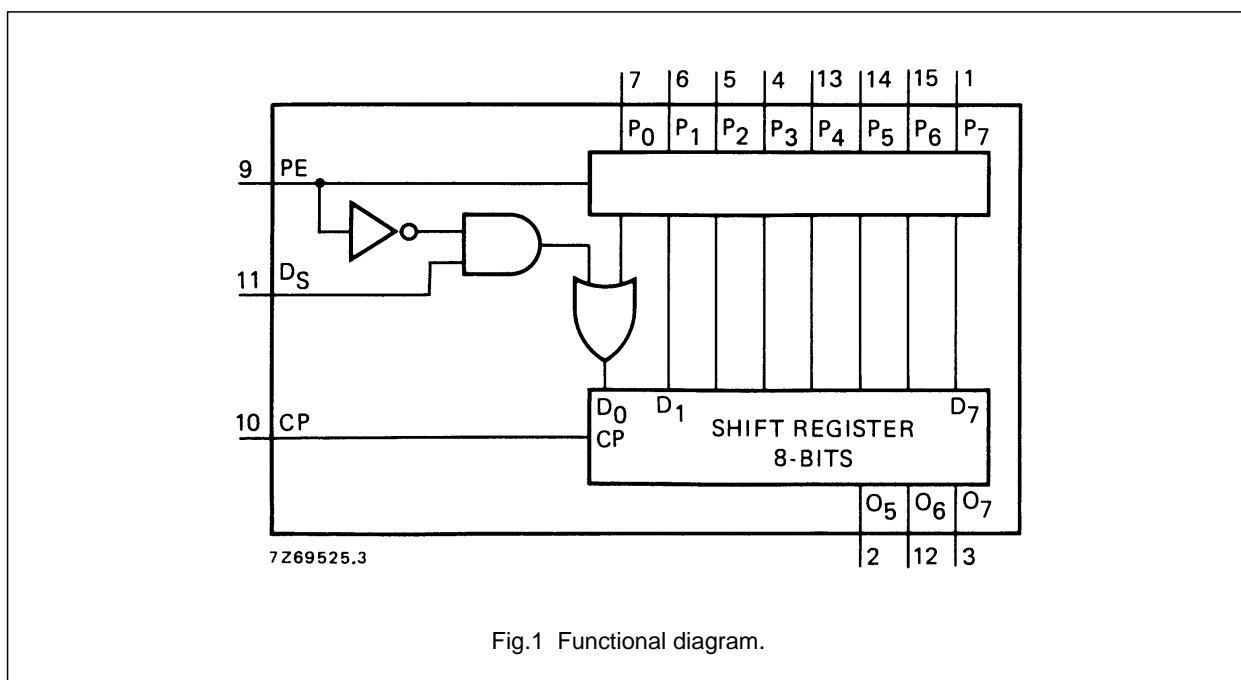 7 6 5 4 13 14 15 1
P0 P1 P2 P3 P4 P5 P6 P7
9 PE
11 DS
10 CP
D0 D1 D7
CP
SHIFT REGISTER
8-BITS
O5 O6 O7
2 12 3
7Z69525.3
Fig.1 Functional diagram.